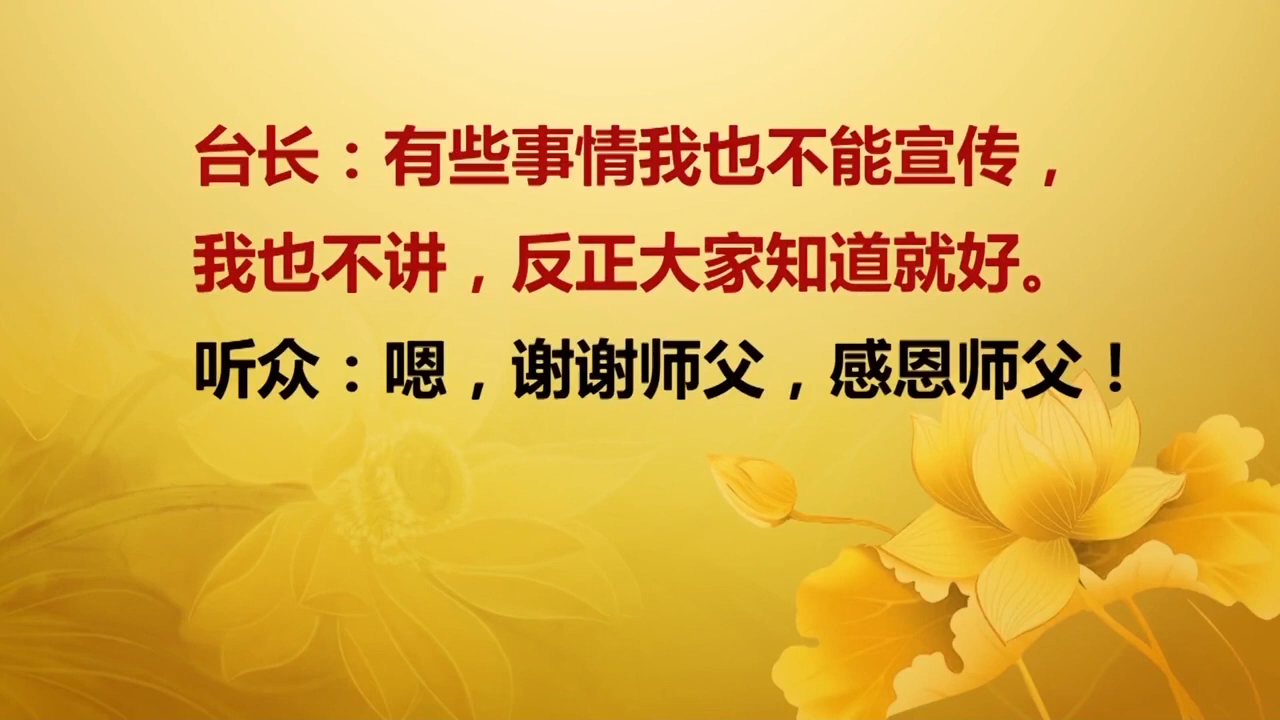 台长：有些事情我也不能宣传，
我也不讲，反正大家知道就好。
听众：嗯，谢谢师父，感恩师父！